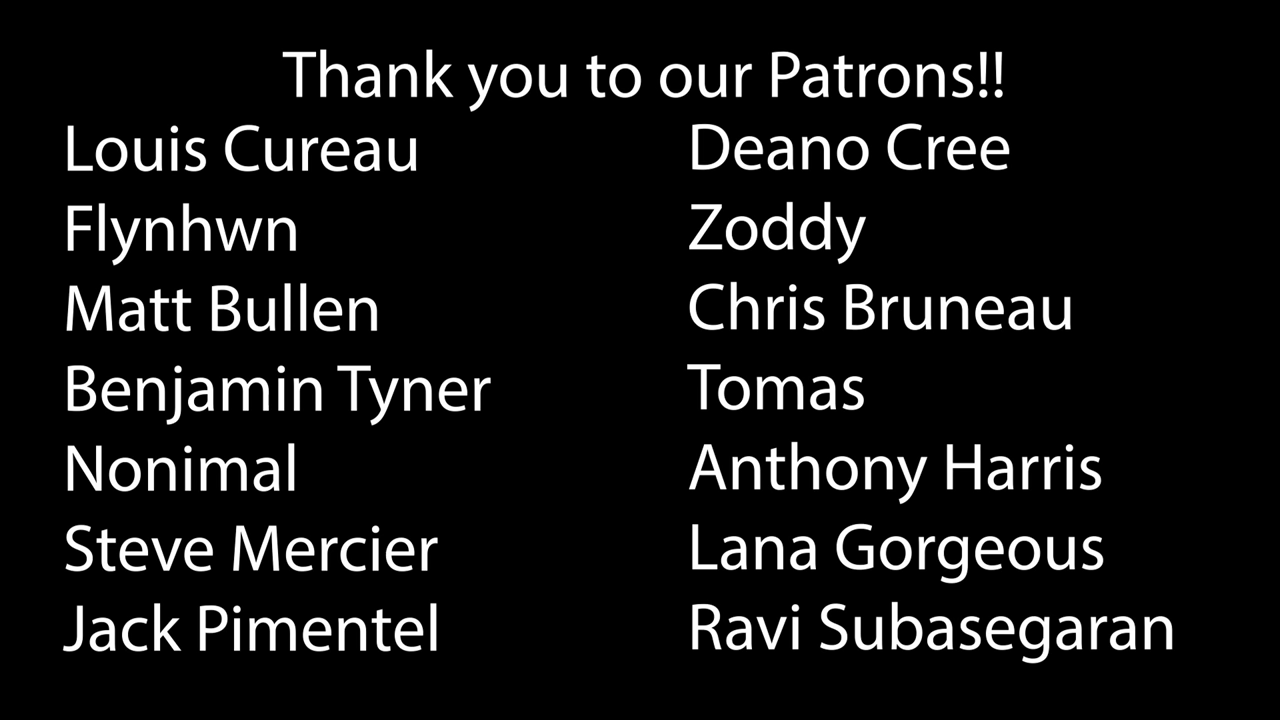 Thank you to our Patrons!!
Louis Cureau
Flynhwn
Matt Bullen
Benjamin Tyner
Nonimal
Steve Mercier
Jack Pimentel
Deano Cree
Zoddy
Chris Bruneau
Tomas
Anthony Harris
Lana Gorgeous
Ravi Subasegaran